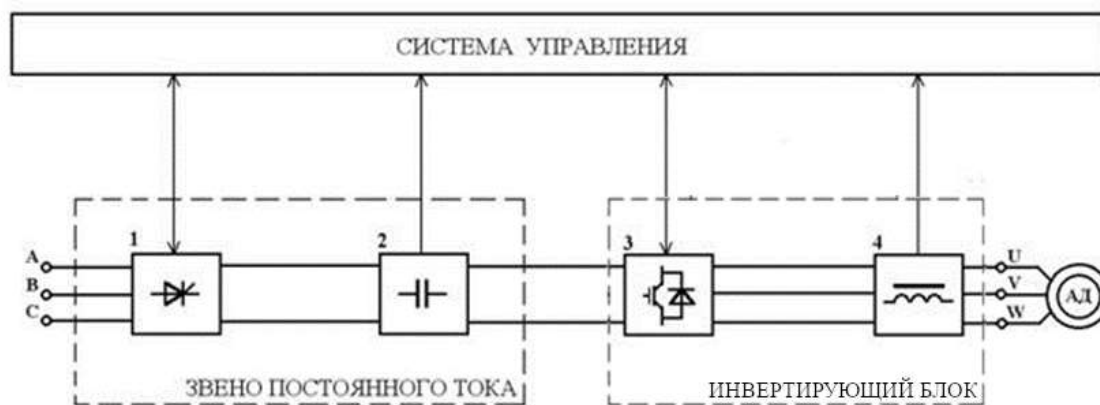 СИСТЕМА УПРАВЛЕНИЯ
1
2
3
4
A
B
C
U
V
W
АД
ЗВЕНО ПОСТОЯННОГО ТОКА
ИНВЕРТИРУЮЩИЙ БЛОК